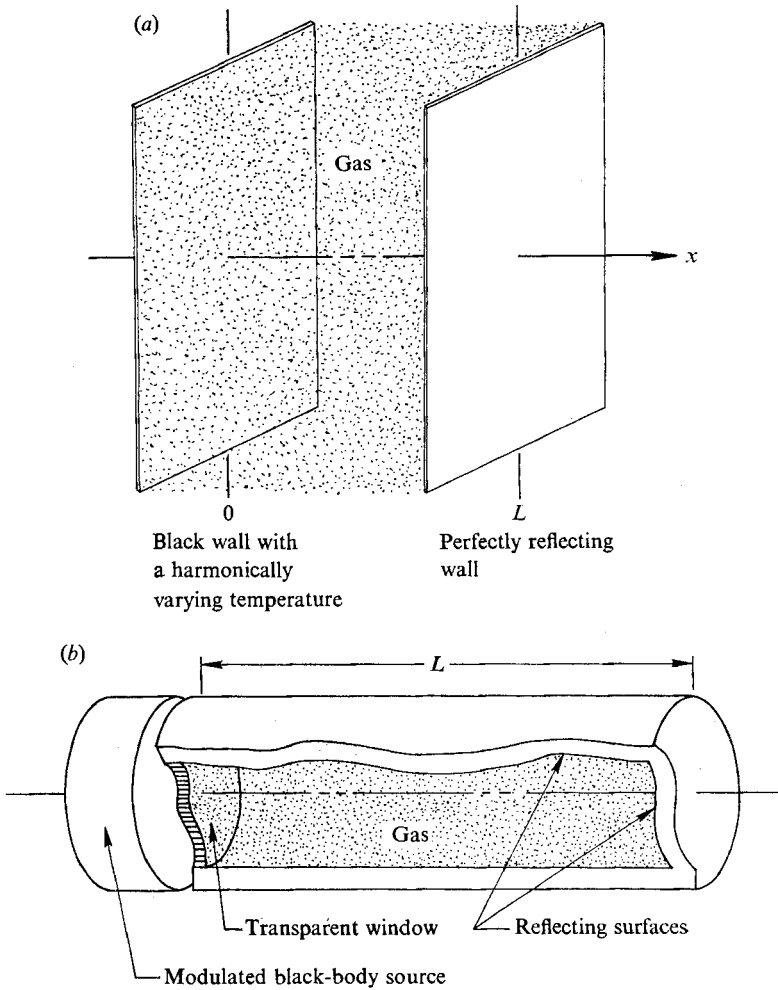 (a)
Gas
x
0
L
Black wall with
a harmonically
varying temperature
Perfectly reflecting
wall
(b)
L
Gas
Transparent window
Reflecting surfaces
Modulated black-body source